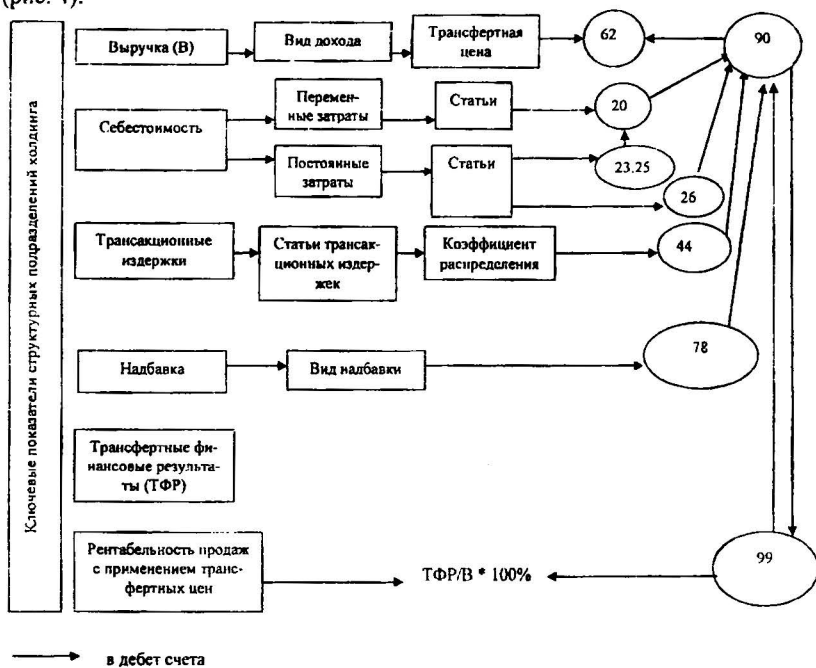 (рис. 4).
Ключевые показатели структурных подразделений холдинга
Выручка (В)
Вид дохода
Трансфертная
цена
62
90
Себестоимость
Перемен-
ные затраты
Статьи
20
Постоянные
затраты
Статьи
23.25
26
Трансакционные
издержки
Статьи трансак-
ционных издер-
жек
Коэффициент
распределения
44
Надбавка
Вид надбавки
78
Трансфертные фи-
нансовые результа-
ты (ТФР)
Рентабельность продаж
с применением транс-
фертных цен
ТФР/В * 100%
99
в дебет счета